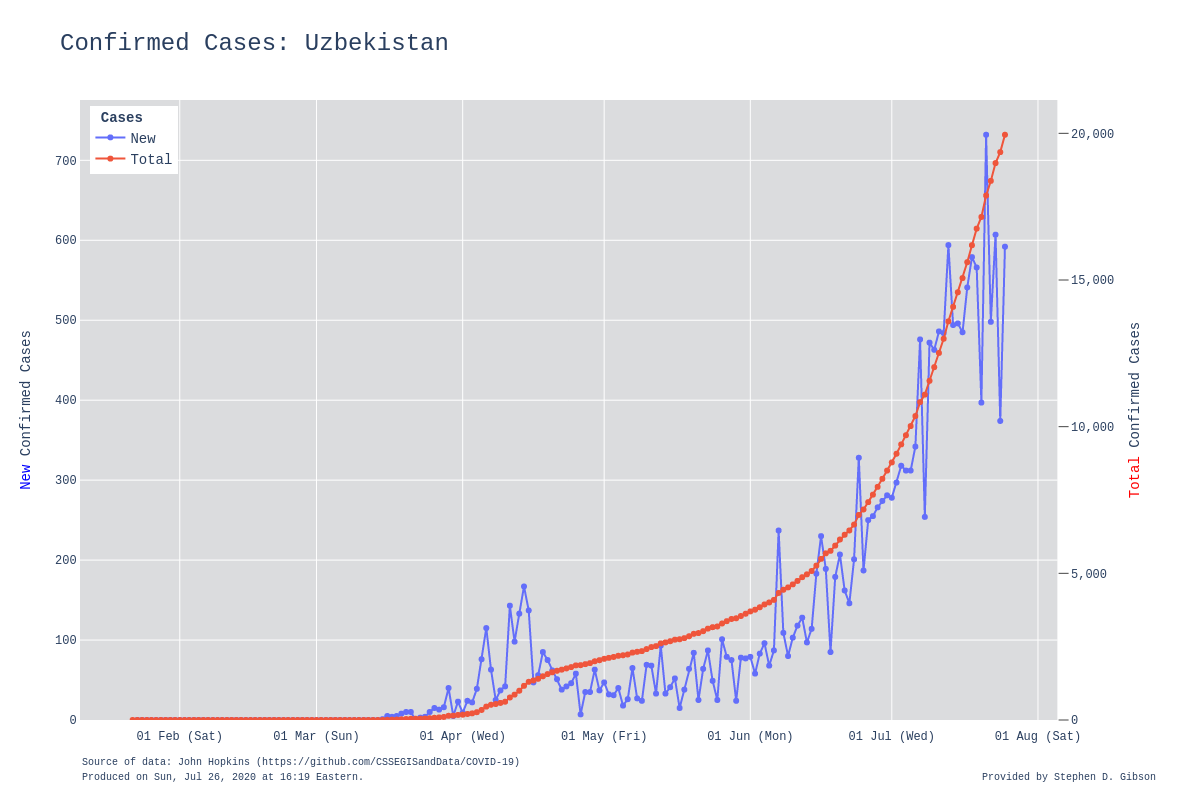 Confirmed Cases: Uzbekistan
Cases
New
Total
700
600
500
400
300
200
100
0
20,000
15,000
10,000
5,000
0
New Confirmed Cases
Total Confirmed Cases
01 Feb (Sat)
01 Mar (Sun)
01 Apr (Wed)
01 May (Fri)
01 Jun (Mon)
01 Jul (Wed)
01 Aug (Sat)
Source of data: John Hopkins (https://github.com/CSSEGISandData/COVID-19)
Produced on Sun, Jul 26, 2020 at 16:19 Eastern.
Provided by Stephen D. Gibson